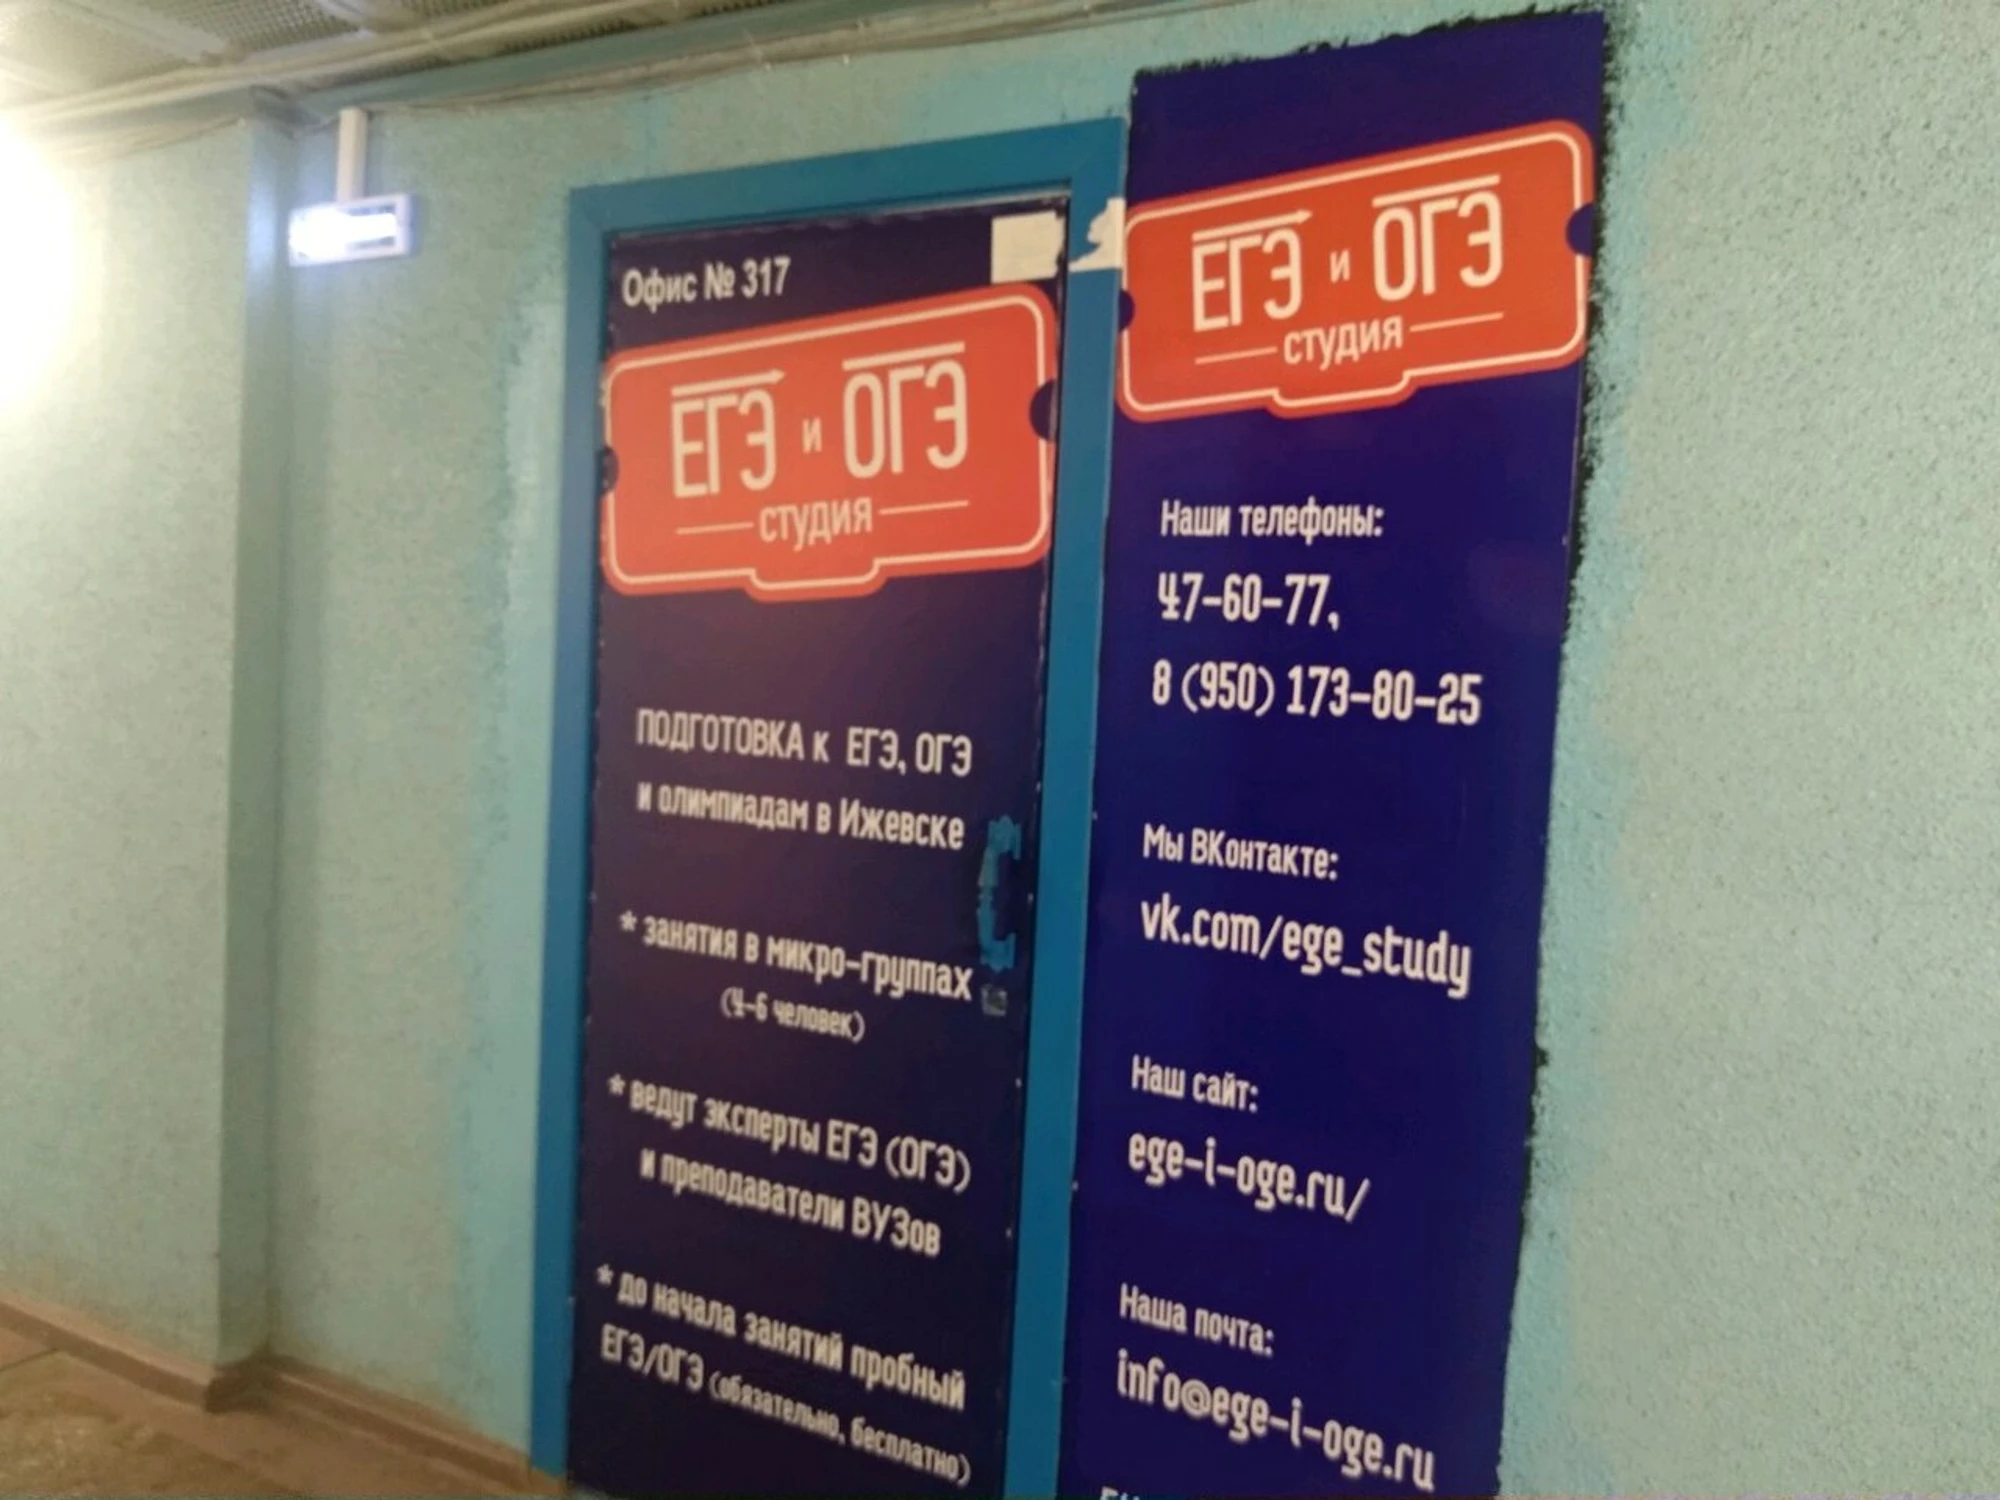 Офис № 317
ЕГЭ и ОГЭ
студия
ПОДГОТОВКА к ЕГЭ, ОГЭ
и олимпиадам в Ижевске
* занятия в микро-группах
(4-6 человек)
* ведут эксперты ЕГЭ (ОГЭ)
и преподаватели ВУЗов
* до начала занятий пробный
ЕГЭ/ОГЭ (обязательно, бесплатно)
ЕГЭ и ОГЭ
студия
Наши телефоны:
47-60-77,
8 (950) 173-80-25
Мы ВКонтакте:
vk.com/ege_study
Наш сайт:
ege-i-oge.ru/
Наша почта:
info@ege-i-oge.ru